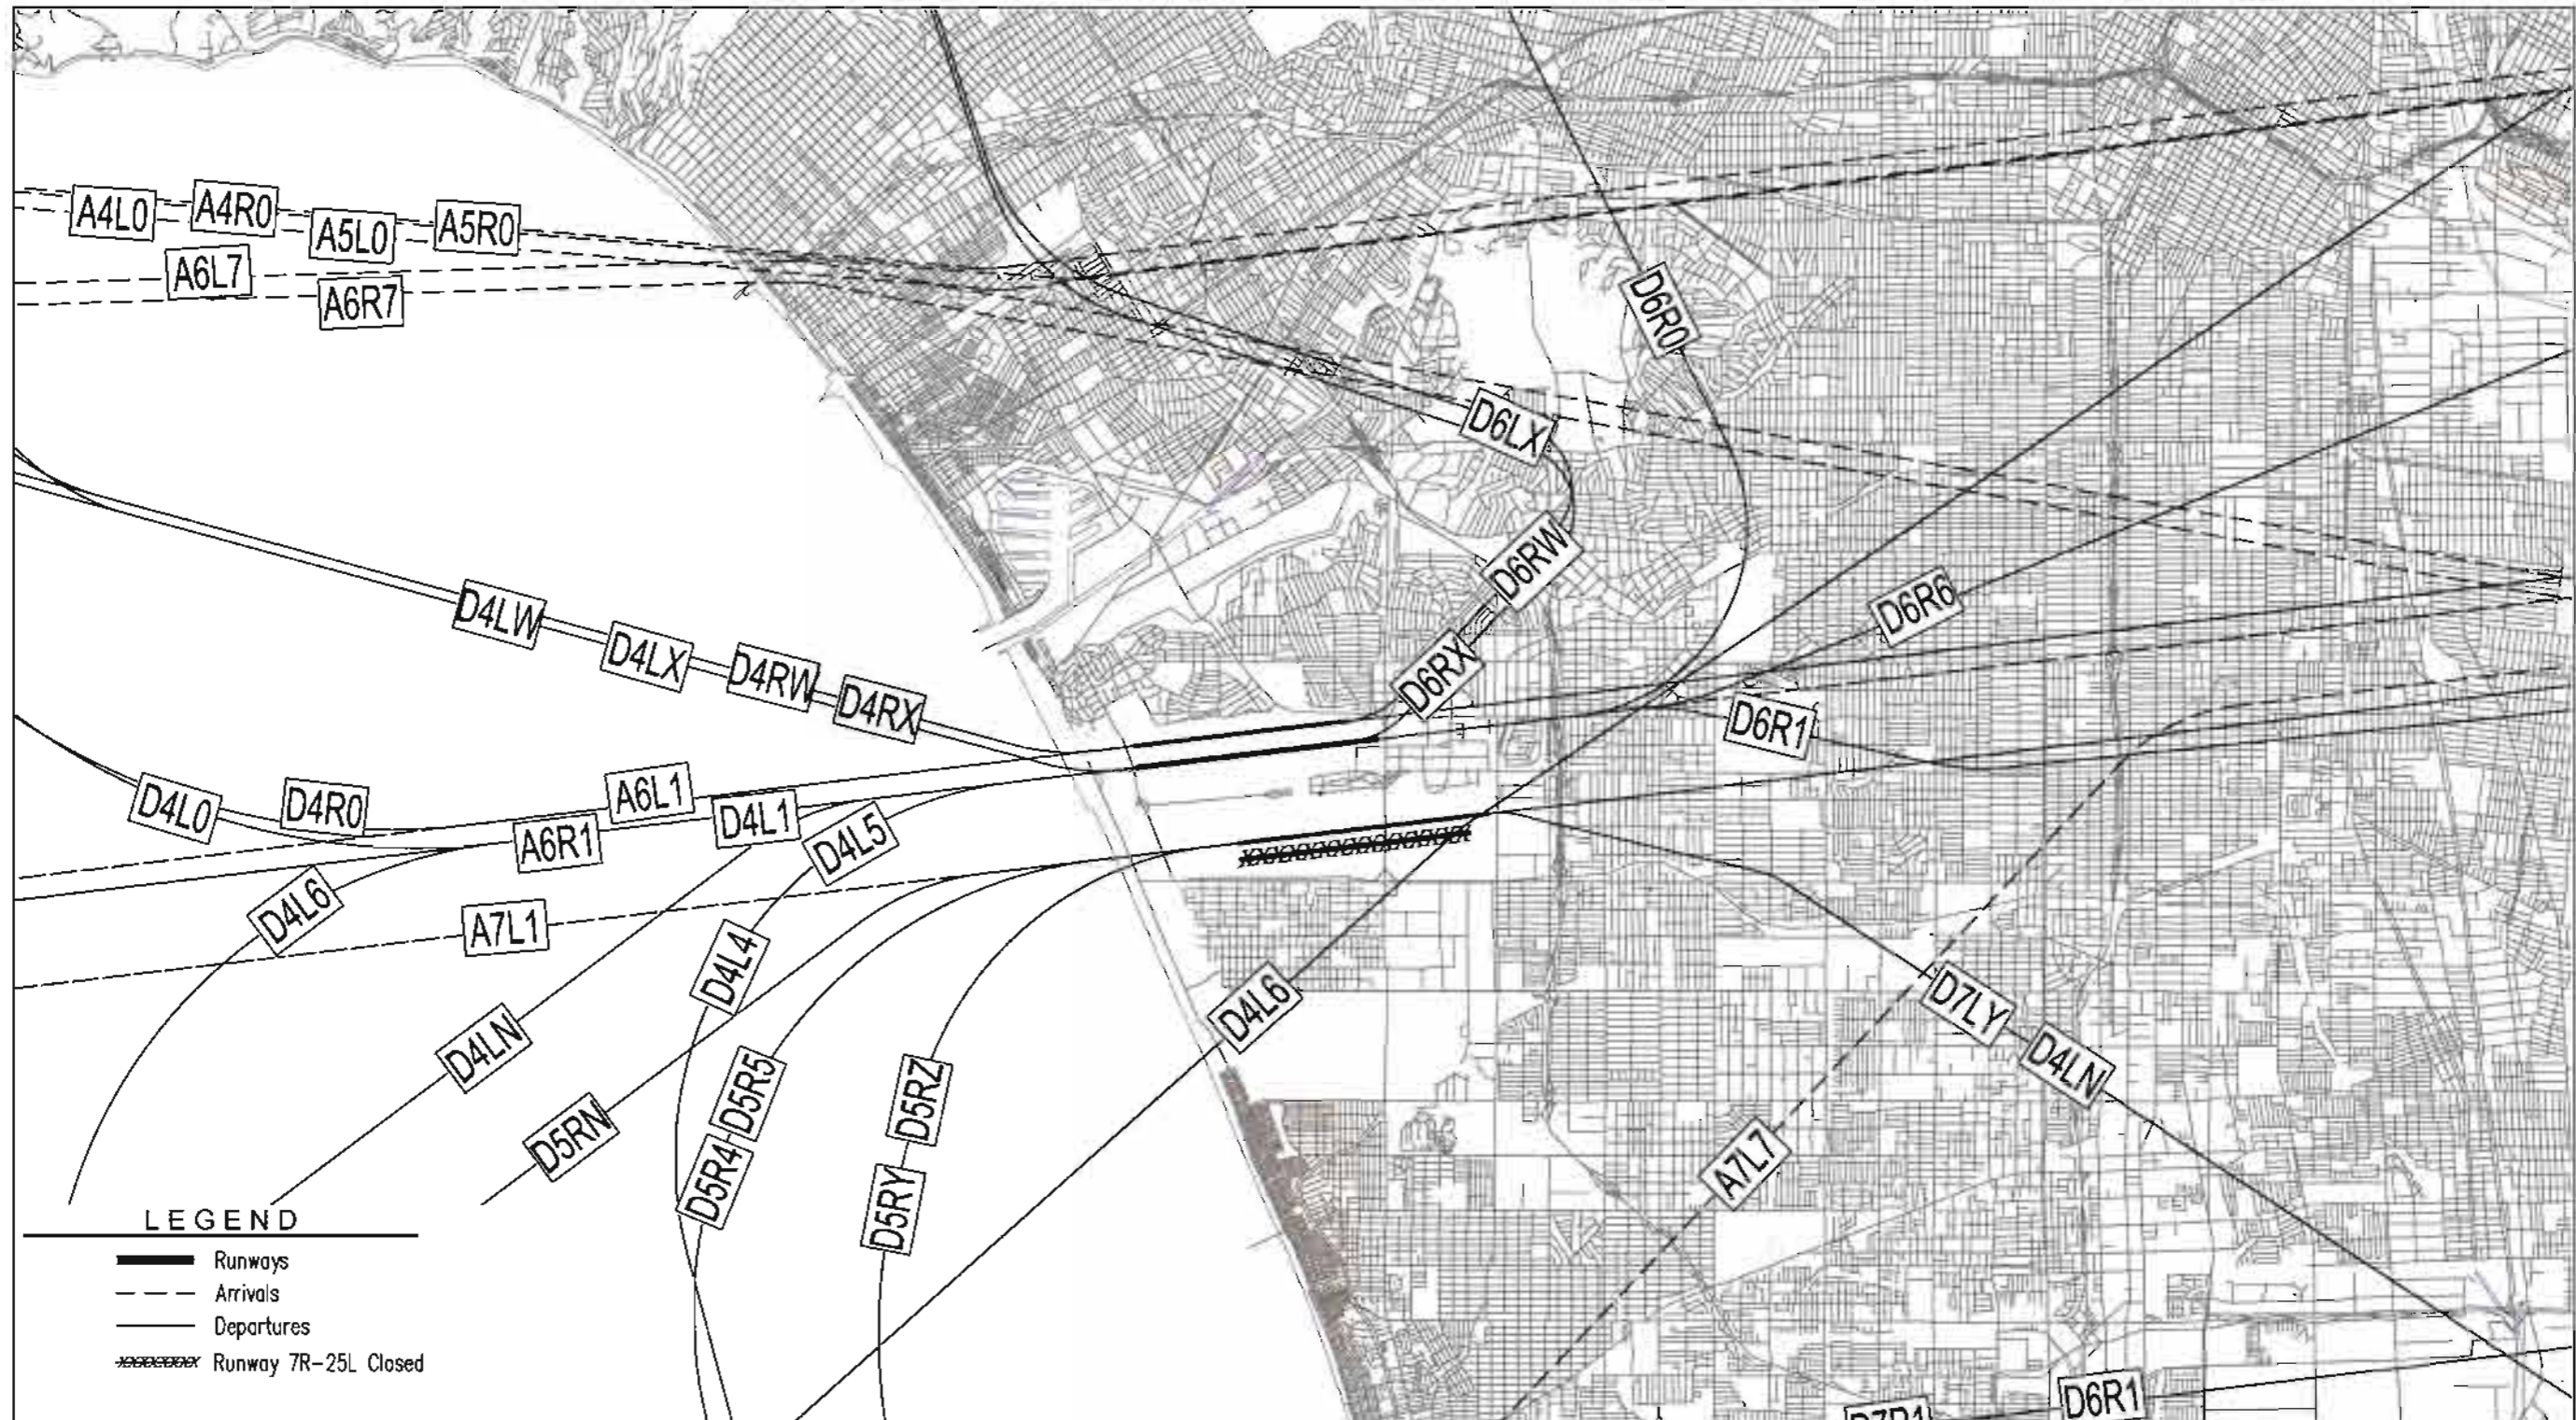 A4L0
A4R0
A5L0
A5R0
A6L7
A6R7
D6R0
D6LX
D6RW
D6RX
D6R6
D6R1
D4LW
D4LX
D4RW
D4RX
D4L0
D4R0
A6L1
A6R1
D4L1
D4L5
D4L6
A7L1
D4L4
D4LN
D5RN
D5R5
D5R4
D5RZ
D5RY
D4L6
D7LY
D4LN
A7L7
D6R1
LEGEND
Runways
Arrivals
Departures
XXXXXXXX Runway 7R-25L Closed